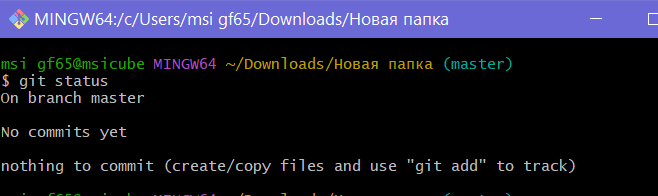 MINGW64:/c/Users/msi gf65/Downloads/Новая папка
msi gf65@msicube MINGW64 ~/Downloads/Новая папка (master)
$ git status
On branch master
No commits yet
nothing to commit (create/copy files and use "git add" to track)